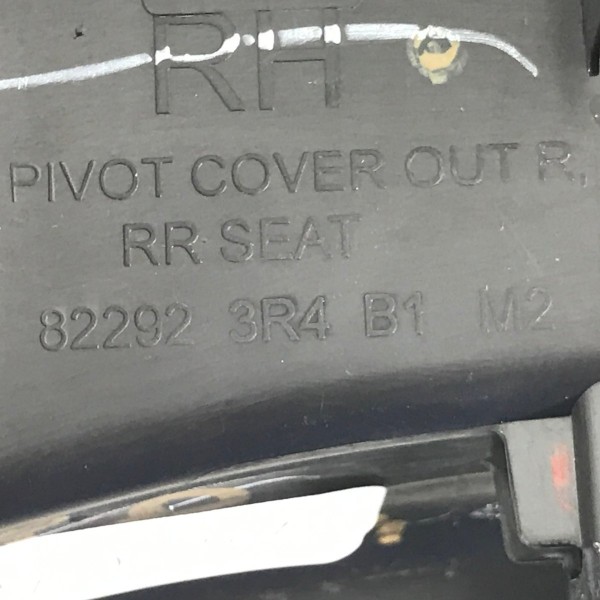 RH
PIVOT COVER OUT R,
RR SEAT
82292 3R4 B1 M2